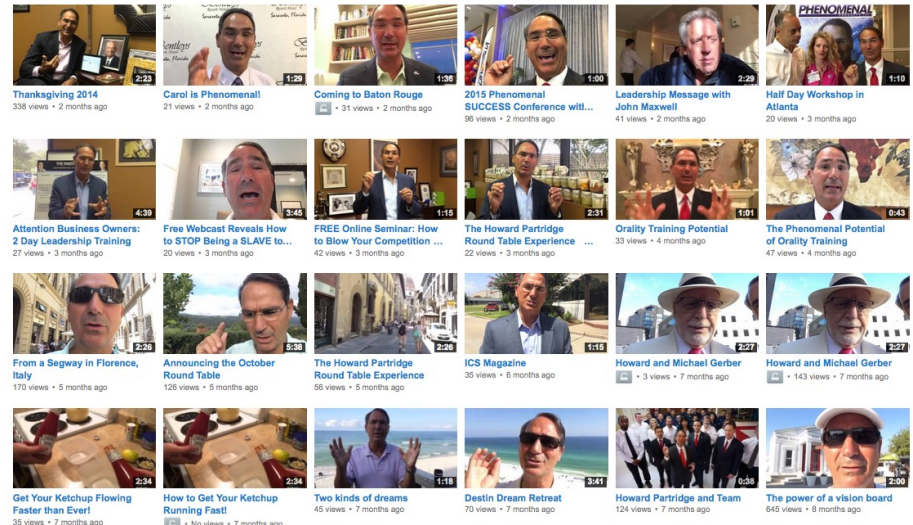 Bentleys
Sarasota, Florida
PHENOMENAL
2:23
1:29
1:36
1:00
2:29
1:10
Thanksgiving 2014
338 views • 2 months ago
Carol is Phenomenal!
21 views • 2 months ago
Coming to Baton Rouge
• 31 views • 2 months ago
2015 Phenomenal
SUCCESS Conference with...
96 views • 2 months ago
Leadership Message with
John Maxwell
41 views • 2 months ago
Half Day Workshop in
Atlanta
20 views • 3 months ago
4:39
3:45
1:15
2:31
1:01
0:43
Attention Business Owners:
2 Day Leadership Training
27 views • 3 months ago
Free Webcast Reveals How
to STOP Being a SLAVE to...
20 views • 3 months ago
FREE Online Seminar: How
to Blow Your Competition ...
42 views • 3 months ago
The Howard Partridge
Round Table Experience ...
22 views • 3 months ago
Orality Training Potential
33 views • 4 months ago
The Phenomenal Potential
of Orality Training
47 views • 4 months ago
2:26
5:38
2:26
1:15
2:27
2:27
From a Segway in Florence,
Italy
170 views • 5 months ago
Announcing the October
Round Table
126 views • 5 months ago
The Howard Partridge
Round Table Experience
56 views • 5 months ago
ICS Magazine
35 views • 6 months ago
Howard and Michael Gerber
• 3 views • 7 months ago
Howard and Michael Gerber
• 143 views • 7 months ago
2:34
2:34
1:18
3:41
0:38
2:00
Get Your Ketchup Flowing
Faster than Ever!
35 views • 7 months ago
How to Get Your Ketchup
Running Fast!
• No views • 7 months ago
Two kinds of dreams
45 views • 7 months ago
Destin Dream Retreat
70 views • 7 months ago
Howard Partridge and Team
124 views • 7 months ago
The power of a vision board
645 views • 8 months ago